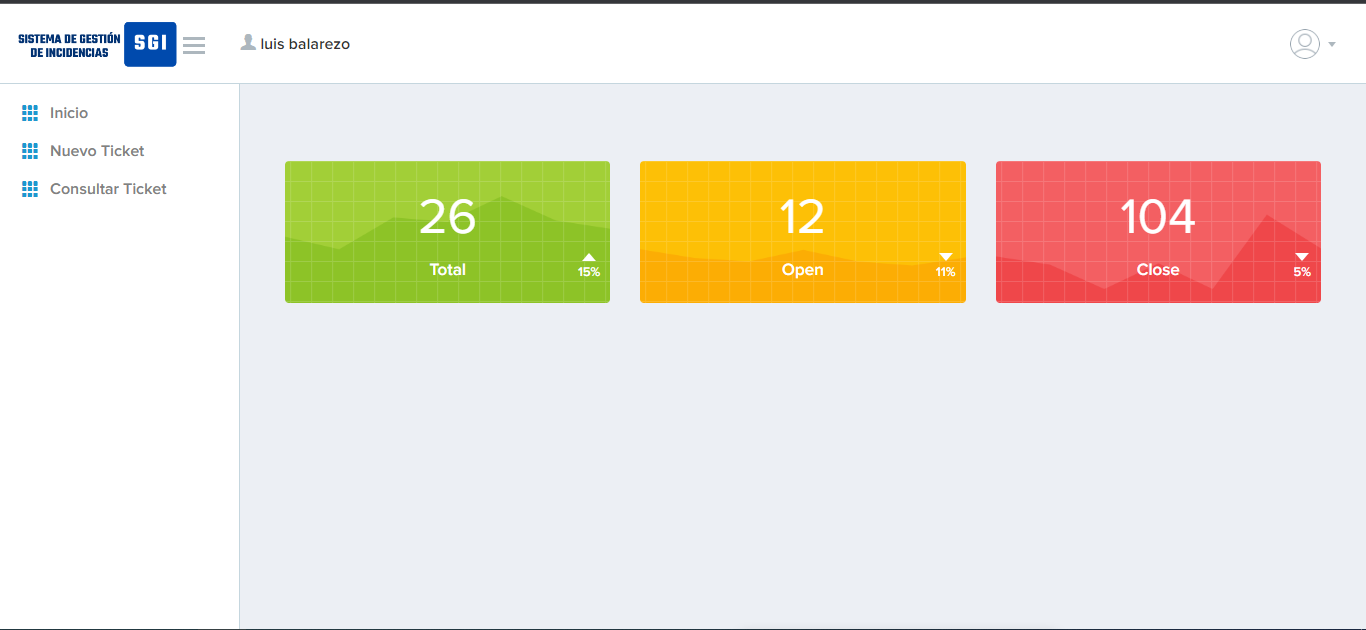 SISTEMA DE GESTIÓN
DE INCIDENCIAS
SGI
luis balarezo
Inicio
Nuevo Ticket
Consultar Ticket
26
Total
15%
12
Open
11%
104
Close
5%